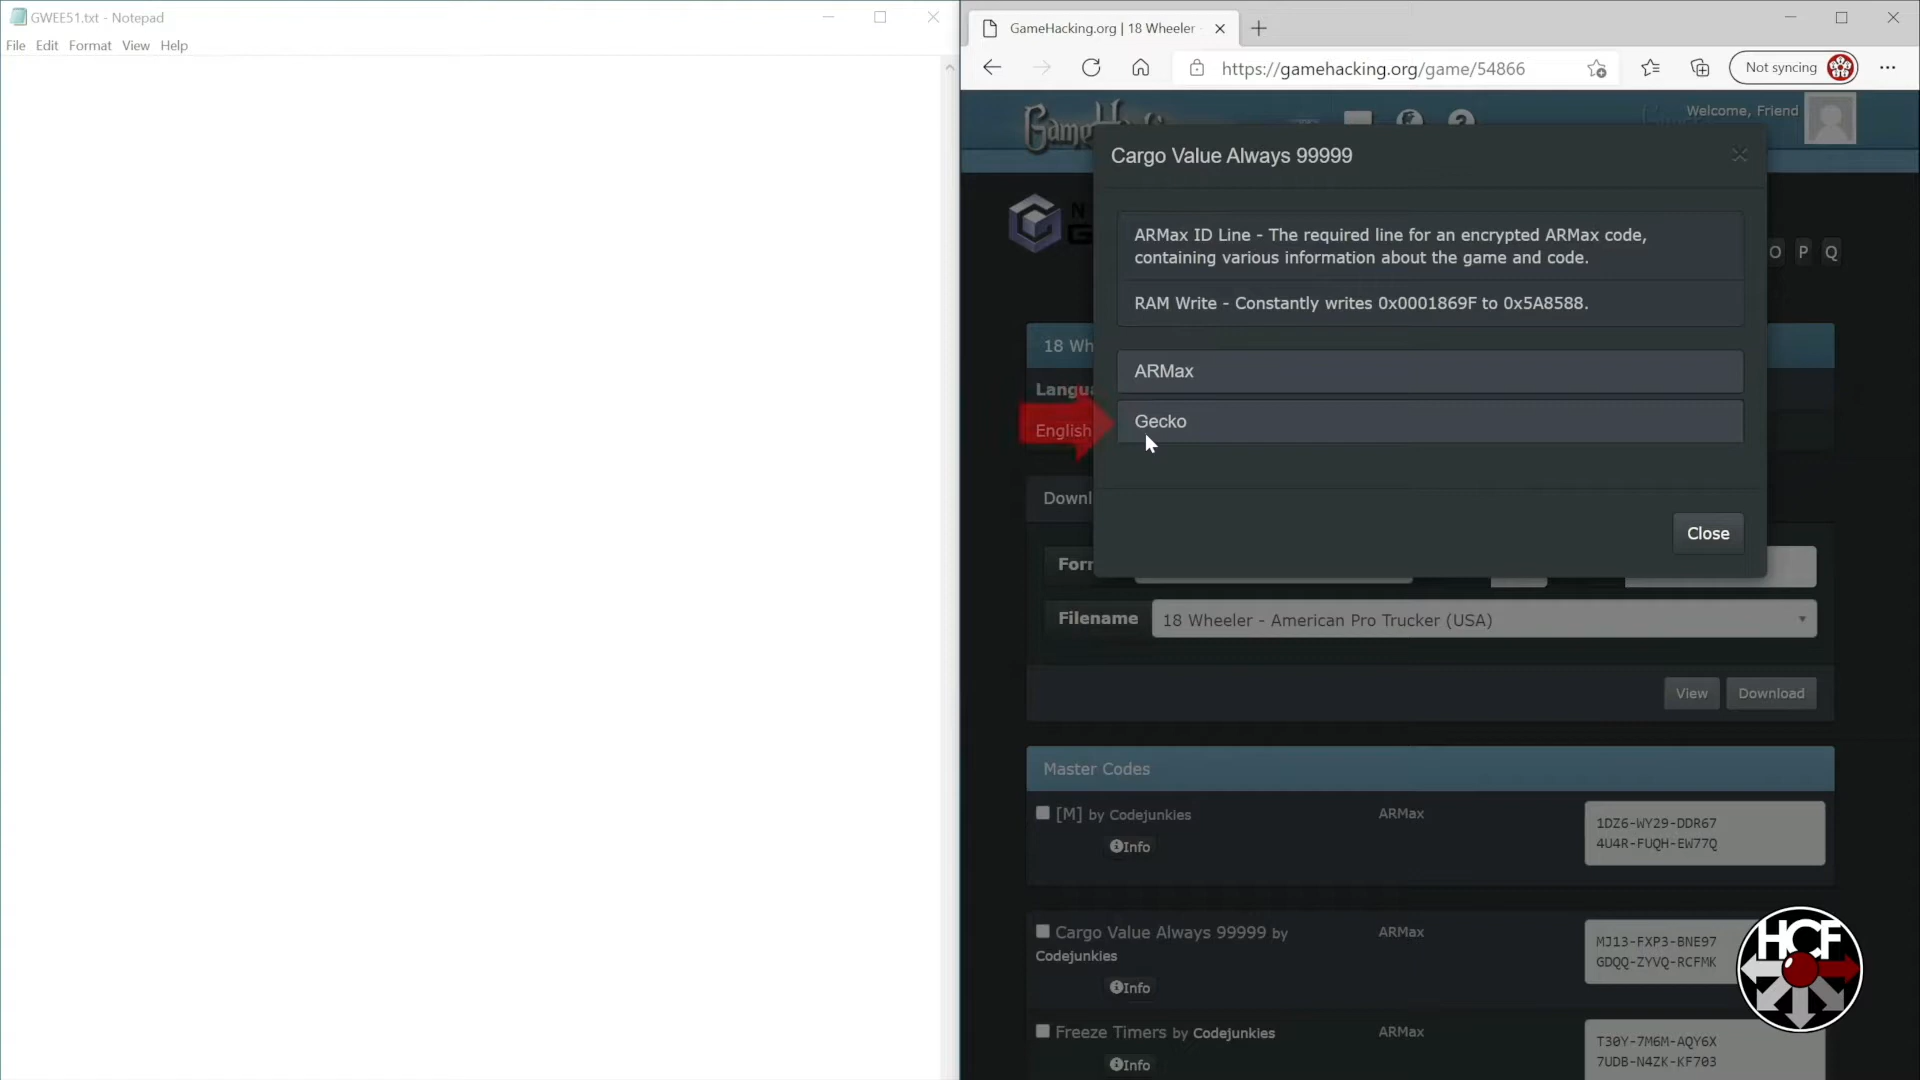 GWEE51.txt - Notepad
File Edit Format View Help
GameHacking.org | 18 Wheeler
https://gamehacking.org/game/54866
Not syncing
Welcome, Friend
Cargo Value Always 99999
ARMax ID Line - The required line for an encrypted ARMax code,
containing various information about the game and code.
O P Q
RAM Write - Constantly writes 0x0001869F to 0x5A8588.
18 Wh
ARMax
Langua
Gecko
English
Downl
Close
Forr
Filename
18 Wheeler - American Pro Trucker (USA)
View Download
Master Codes
[M] by Codejunkies
ARMax
1DZ6-WY29-DDR67
4U4R-FUQH-EW77Q
Info
Cargo Value Always 99999 by
Codejunkies
ARMax
MJ13-FXP3-BNE97
GDQQ-ZYVQ-RCFMK
Info
HCF
Freeze Timers by Codejunkies
ARMax
T30Y-7M6M-AQY6X
7UDB-N4ZK-KF703
Info